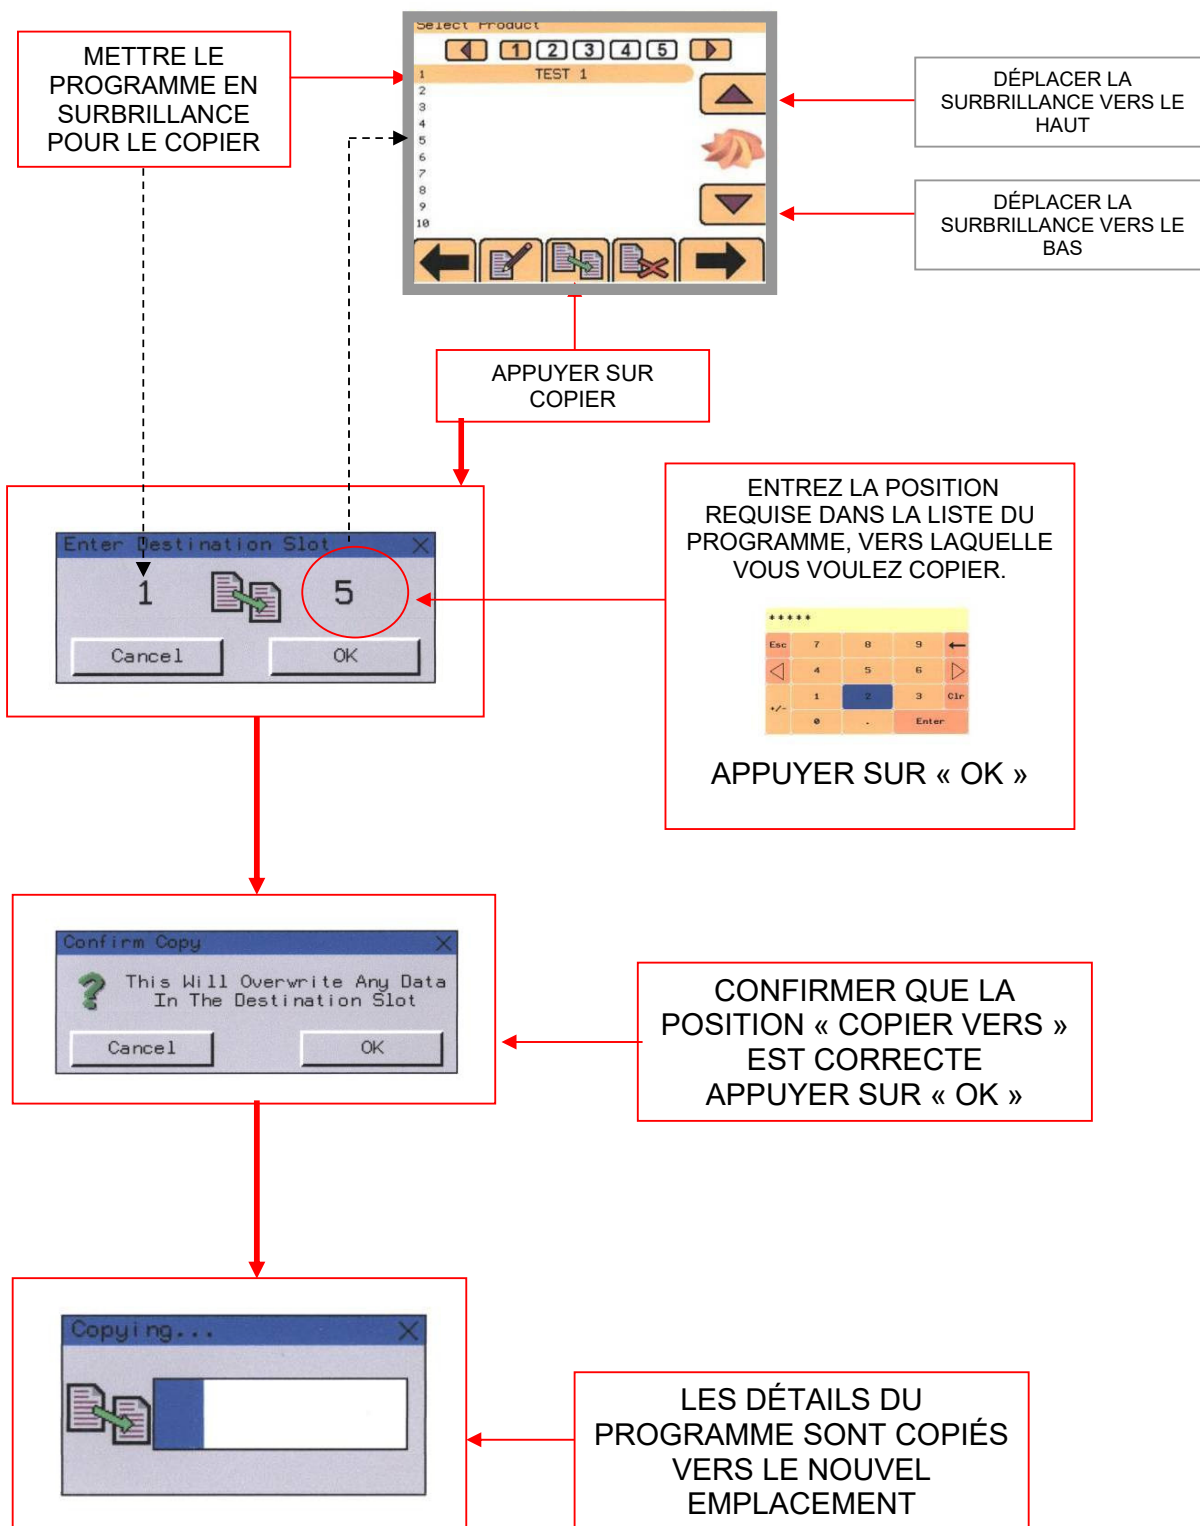 METTRE LE
PROGRAMME EN
SURBRILLANCE
POUR LE COPIER
Select Product
1 2 3 4 5
1 TEST 1
2
3
4
5
6
7
8
9
10
DÉPLACER LA
SURBRILLANCE VERS LE
HAUT
DÉPLACER LA
SURBRILLANCE VERS LE
BAS
APPUYER SUR
COPIER
Enter Destination Slot
1 5
Cancel OK
ENTREZ LA POSITION
REQUISE DANS LA LISTE DU
PROGRAMME, VERS LAQUELLE
VOUS VOULEZ COPIER.
*****
Esc 7 8 9
4 5 6
+/- 1 2 3 Clr
0 . Enter
APPUYER SUR « OK »
Confirm Copy
This Will Overwrite Any Data
In The Destination Slot
Cancel OK
CONFIRMER QUE LA
POSITION « COPIER VERS »
EST CORRECTE
APPUYER SUR « OK »
Copying...
LES DÉTAILS DU
PROGRAMME SONT COPIÉS
VERS LE NOUVEL
EMPLACEMENT